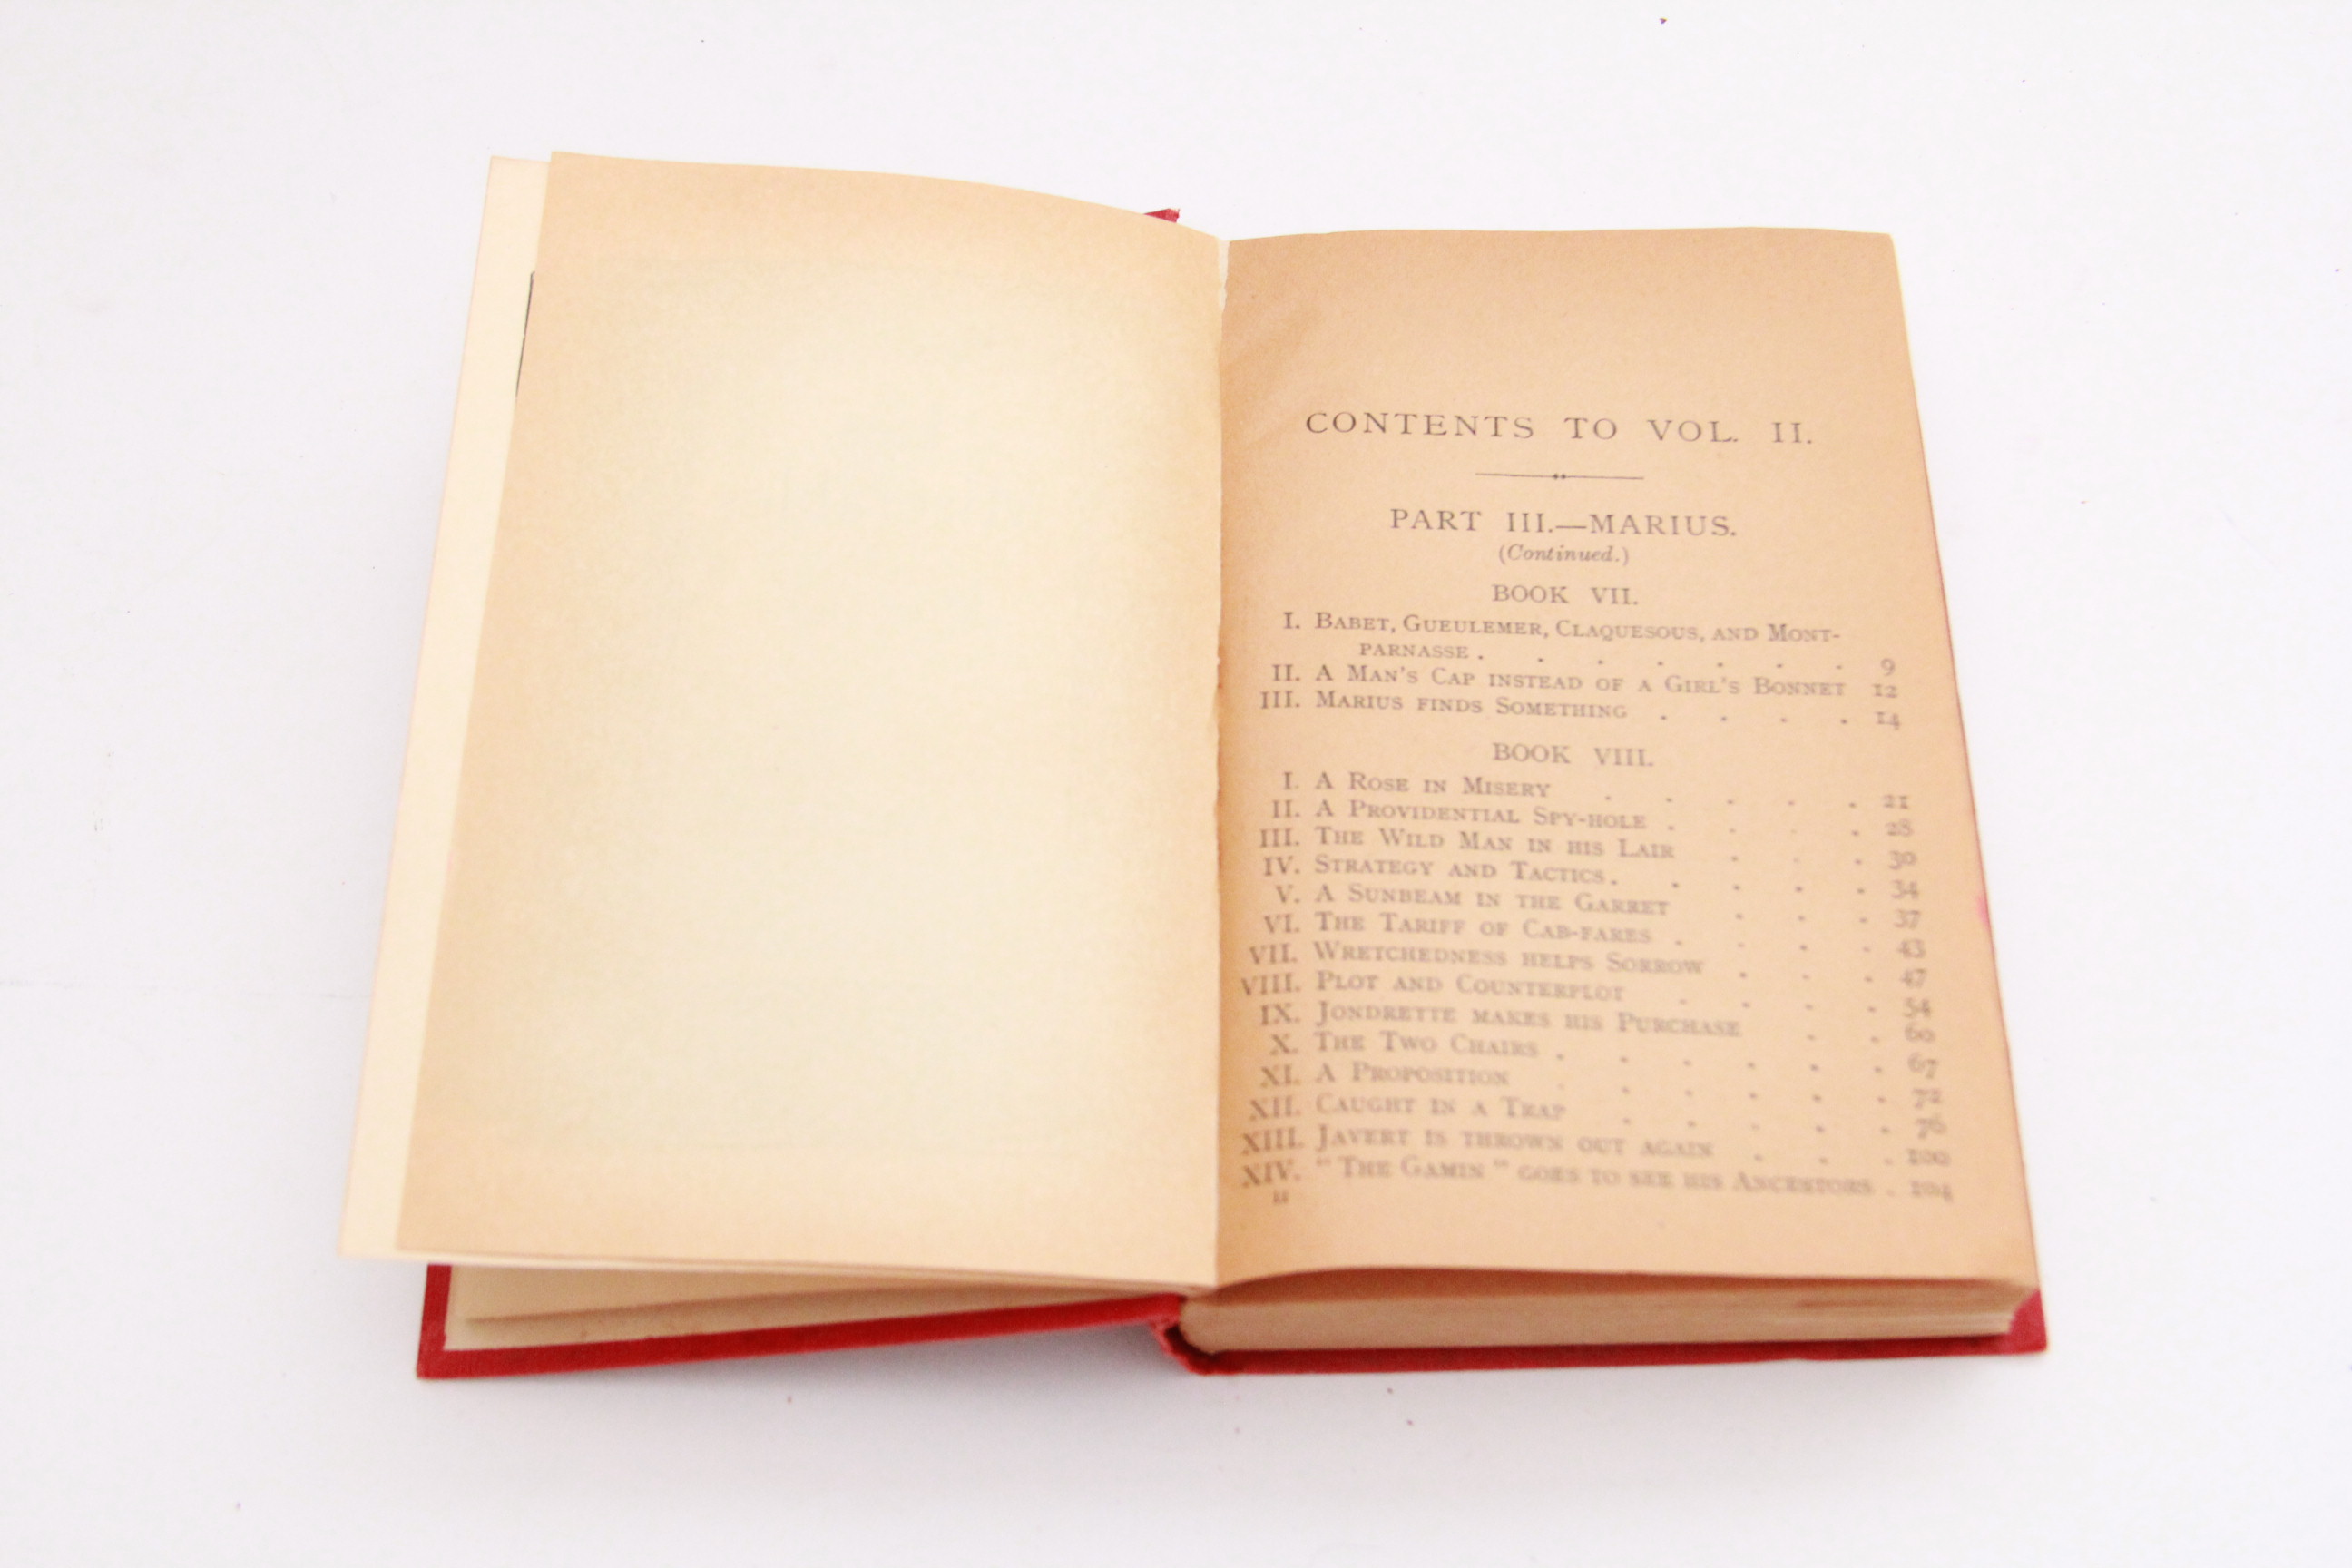 CONTENTS TO VOL. II.
PART III.—MARIUS.
(Continued.)
BOOK VII.
I. BABET, GUEULEMER, CLAQUESOUS, AND MONT-
PARNASSE . . . . . . . 9
II. A MAN'S CAP INSTEAD OF A GIRL'S BONNET 12
III. MARIUS FINDS SOMETHING . . . . 14
BOOK VIII.
I. A ROSE IN MISERY . . . . . 21
II. A PROVIDENTIAL SPY-HOLE . . . . 28
III. THE WILD MAN IN HIS LAIR . . . 30
IV. STRATEGY AND TACTICS . . . . . 34
V. A SUNBEAM IN THE GARRET . . . 37
VI. THE TARIFF OF CAB-FARES . . . . 43
VII. WRETCHEDNESS HELPS SORROW . . . 47
VIII. PLOT AND COUNTERPLOT . . . . 54
IX. JONDRETTE MAKES HIS PURCHASE . . 60
X. THE TWO CHAIRS . . . . . . 67
XI. A PROPOSITION . . . . . . 72
XII. CAUGHT IN A TRAP . . . . . 76
XIII. JAVERT IS THROWN OUT AGAIN . . . 100
XIV. "THE GAMIN" GOES TO SEE HIS ANCESTORS . 104